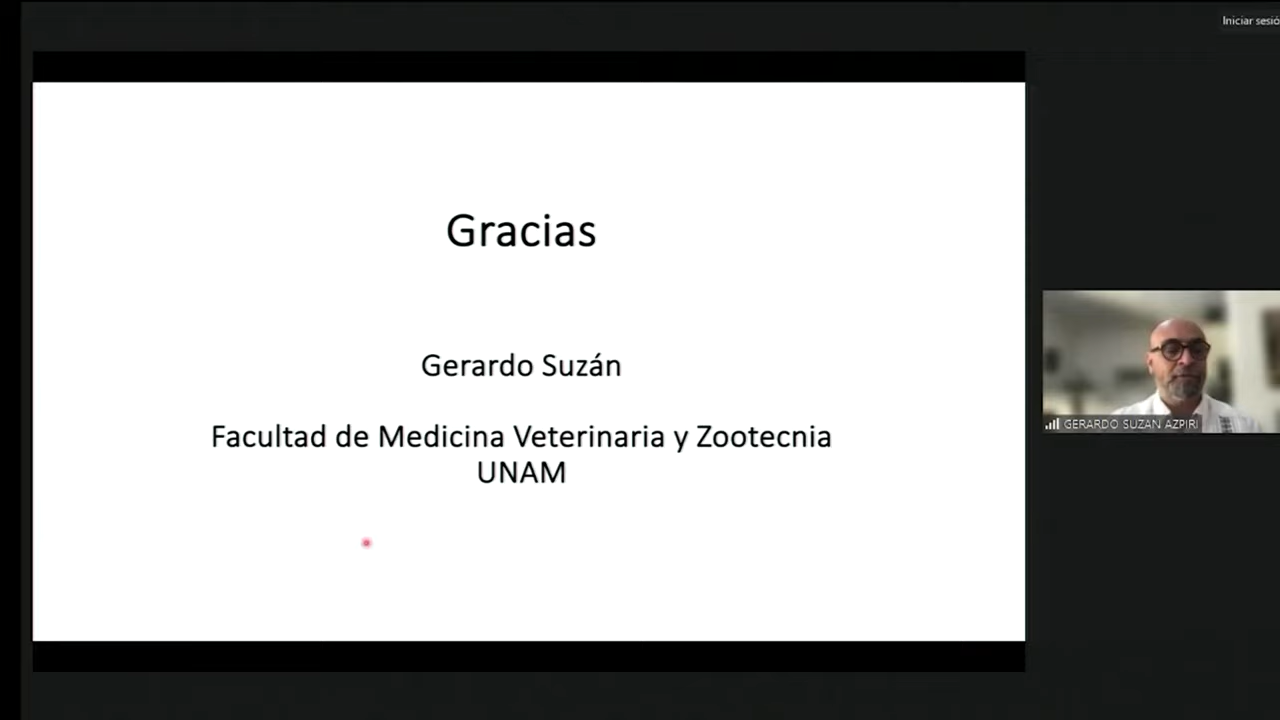 Iniciar sesió
Gracias
Gerardo Suzán
Facultad de Medicina Veterinaria y Zootecnia
UNAM
GERARDO SUZAN AZPIRI